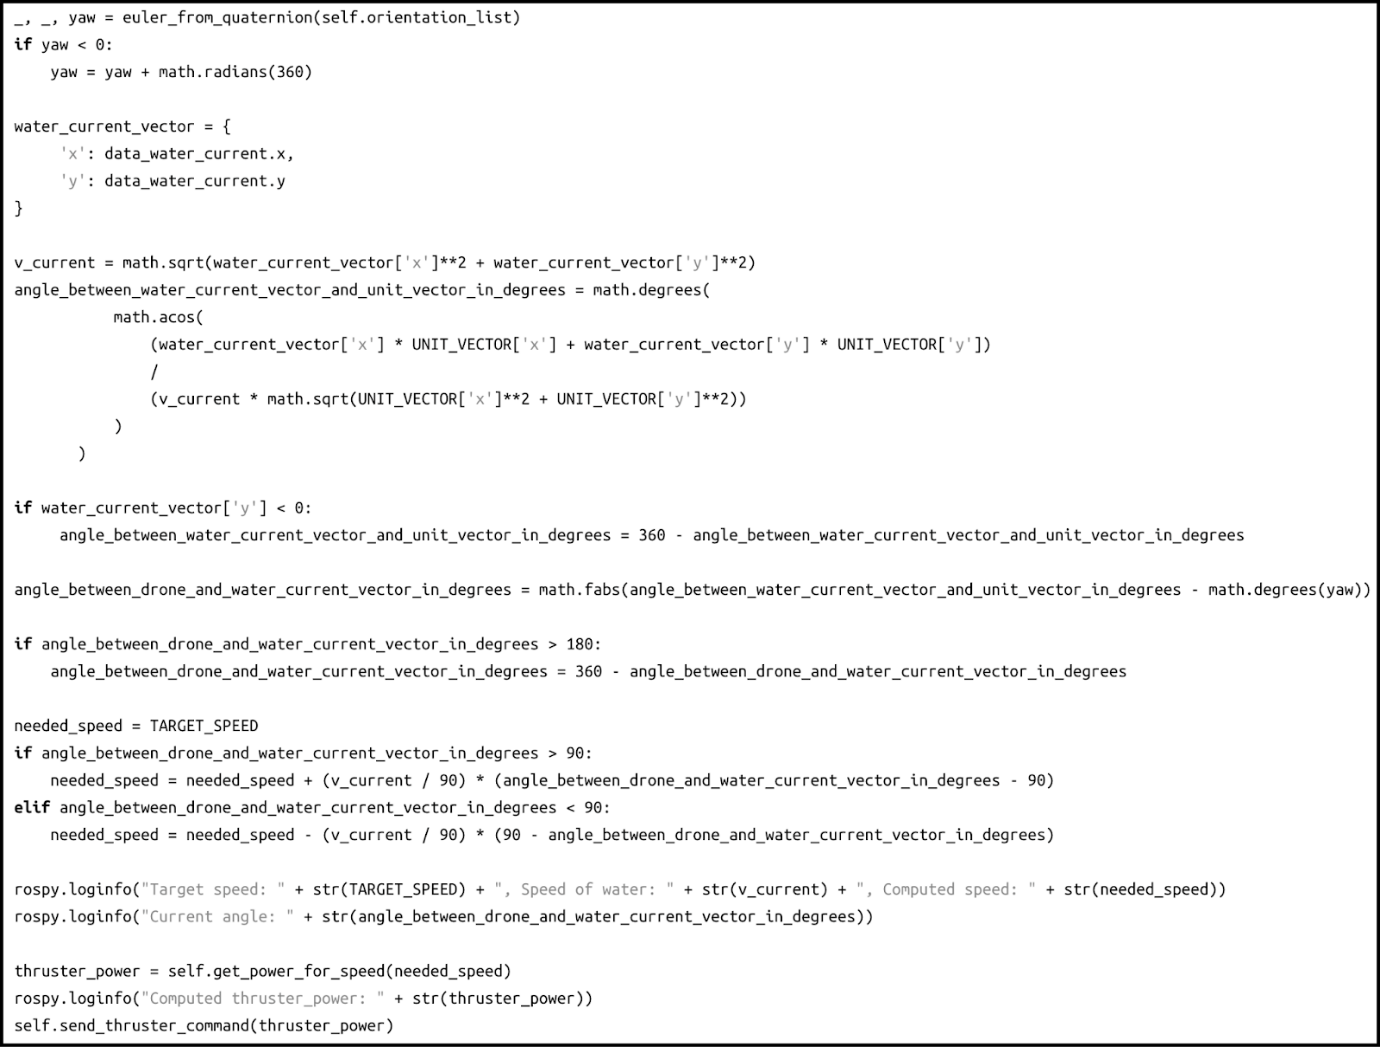 _, _, yaw = euler_from_quaternion(self.orientation_list)
if yaw < 0:
    yaw = yaw + math.radians(360)

water_current_vector = {
     'x': data_water_current.x,
     'y': data_water_current.y
}

v_current = math.sqrt(water_current_vector['x']**2 + water_current_vector['y']**2)
angle_between_water_current_vector_and_unit_vector_in_degrees = math.degrees(
           math.acos(
               (water_current_vector['x'] * UNIT_VECTOR['x'] + water_current_vector['y'] * UNIT_VECTOR['y'])
               /
               (v_current * math.sqrt(UNIT_VECTOR['x']**2 + UNIT_VECTOR['y']**2))
           )
       )

if water_current_vector['y'] < 0:
     angle_between_water_current_vector_and_unit_vector_in_degrees = 360 - angle_between_water_current_vector_and_unit_vector_in_degrees

angle_between_drone_and_water_current_vector_in_degrees = math.fabs(angle_between_water_current_vector_and_unit_vector_in_degrees - math.degrees(yaw))

if angle_between_drone_and_water_current_vector_in_degrees > 180:
    angle_between_drone_and_water_current_vector_in_degrees = 360 - angle_between_drone_and_water_current_vector_in_degrees

needed_speed = TARGET_SPEED
if angle_between_drone_and_water_current_vector_in_degrees > 90:
    needed_speed = needed_speed + (v_current / 90) * (angle_between_drone_and_water_current_vector_in_degrees - 90)
elif angle_between_drone_and_water_current_vector_in_degrees < 90:
    needed_speed = needed_speed - (v_current / 90) * (90 - angle_between_drone_and_water_current_vector_in_degrees)

rospy.loginfo("Target speed: " + str(TARGET_SPEED) + ", Speed of water: " + str(v_current) + ", Computed speed: " + str(needed_speed))
rospy.loginfo("Current angle: " + str(angle_between_drone_and_water_current_vector_in_degrees))

thruster_power = self.get_power_for_speed(needed_speed)
rospy.loginfo("Computed thruster_power: " + str(thruster_power))
self.send_thruster_command(thruster_power)